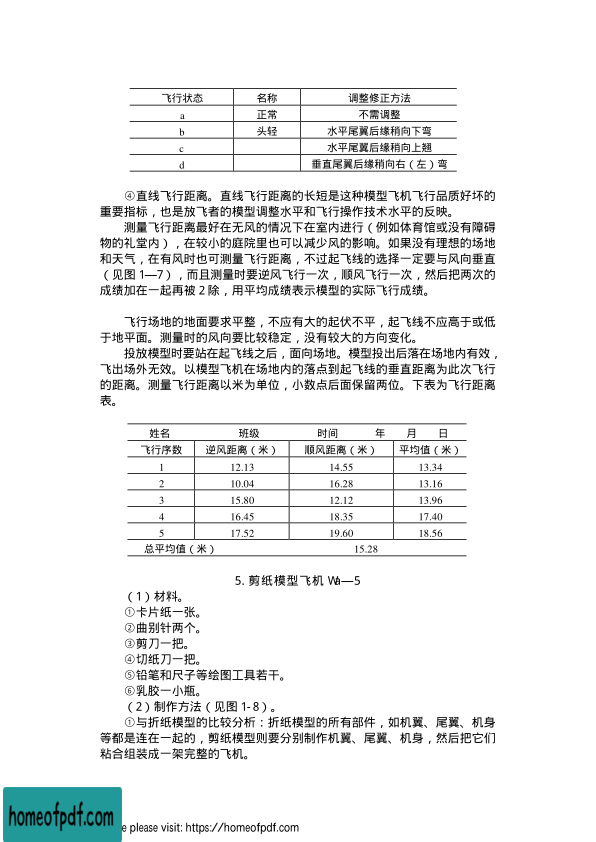 飞行状态 名称 调整修正方法
a 正常 不需调整
b 头轻 水平尾翼后缘稍向下弯
c 水平尾翼后缘稍向上翘
d 垂直尾翼后缘稍向右（左）弯
④直线飞行距离。直线飞行距离的长短是这种模型飞机飞行品质好坏的
重要指标，也是放飞者的模型调整水平和飞行操作技术水平的反映。
测量飞行距离最好在无风的情况下在室内进行（例如体育馆或没有障碍
物的礼堂内），在较小的庭院里也可以减少风的影响。如果没有理想的场地
和天气，在有风时也可测量飞行距离，不过起飞线的选择一定要与风向垂直
（见图 1—7），而且测量时要逆风飞行一次，顺风飞行一次，然后把两次的
成绩加在一起再被 2 除，用平均成绩表示模型的实际飞行成绩。
飞行场地的地面要求平整，不应有大的起伏不平，起飞线不应高于或低
于地平面。测量时的风向要比较稳定，没有较大的方向变化。
投放模型时要站在起飞线之后，面向场地。模型投出后落在场地内有效，
飞出场外无效。以模型飞机在场地内的落点到起飞线的垂直距离为此次飞行
的距离。测量飞行距离以米为单位，小数点后面保留两位。下表为飞行距离
表。
姓名 班级 时间 年 月 日
飞行序数 逆风距离（米） 顺风距离（米） 平均值（米）
1 12.13 14.55 13.34
2 10.04 16.28 13.16
3 15.80 12.12 13.96
4 16.45 18.35 17.40
5 17.52 19.60 18.56
总平均值（米） 15.28
5. 剪纸模型飞机 Wa—5
（1）材料。
①卡片纸一张。
②曲别针两个。
③剪刀一把。
④切纸刀一把。
⑤铅笔和尺子等绘图工具若干。
⑥乳胶一小瓶。
（2）制作方法（见图 1-8）。
①与折纸模型的比较分析：折纸模型的所有部件，如机翼、尾翼、机身
等都是连在一起的，剪纸模型则要分别制作机翼、尾翼、机身，然后把它们
粘合组装成一架完整的飞机。
homeofpdf.com
e please visit: https://homeofpdf.com